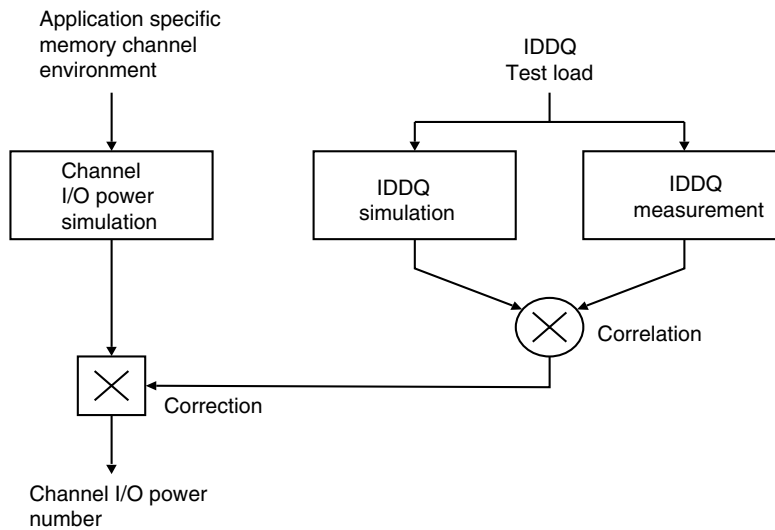 Application specific
memory channel
environment
IDDQ
Test load
Channel
I/O power
simulation
IDDQ
simulation
IDDQ
measurement
Correlation
Correction
Channel I/O power
number